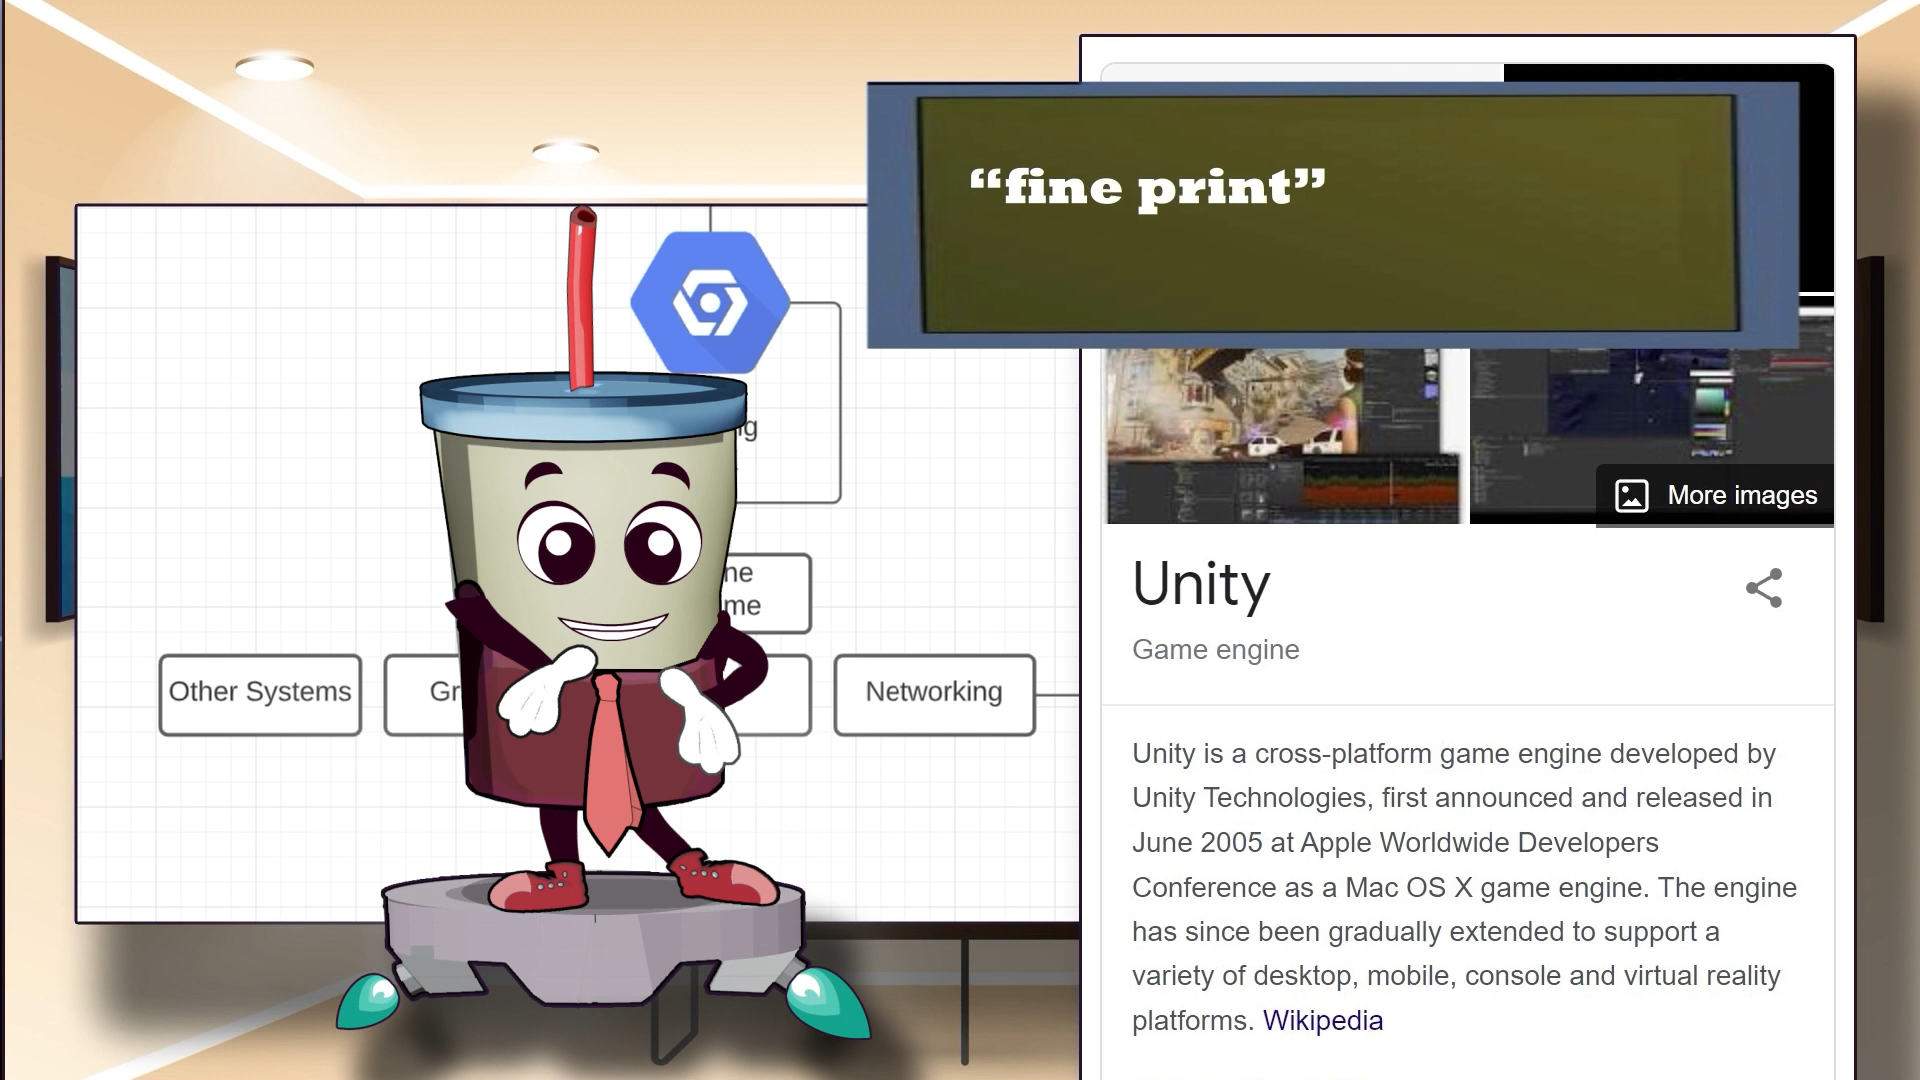 “fine print”
ne
me
Other Systems
Networking
More images
Unity
Game engine
Unity is a cross-platform game engine developed by
Unity Technologies, first announced and released in
June 2005 at Apple Worldwide Developers
Conference as a Mac OS X game engine. The engine
has since been gradually extended to support a
variety of desktop, mobile, console and virtual reality
platforms. Wikipedia